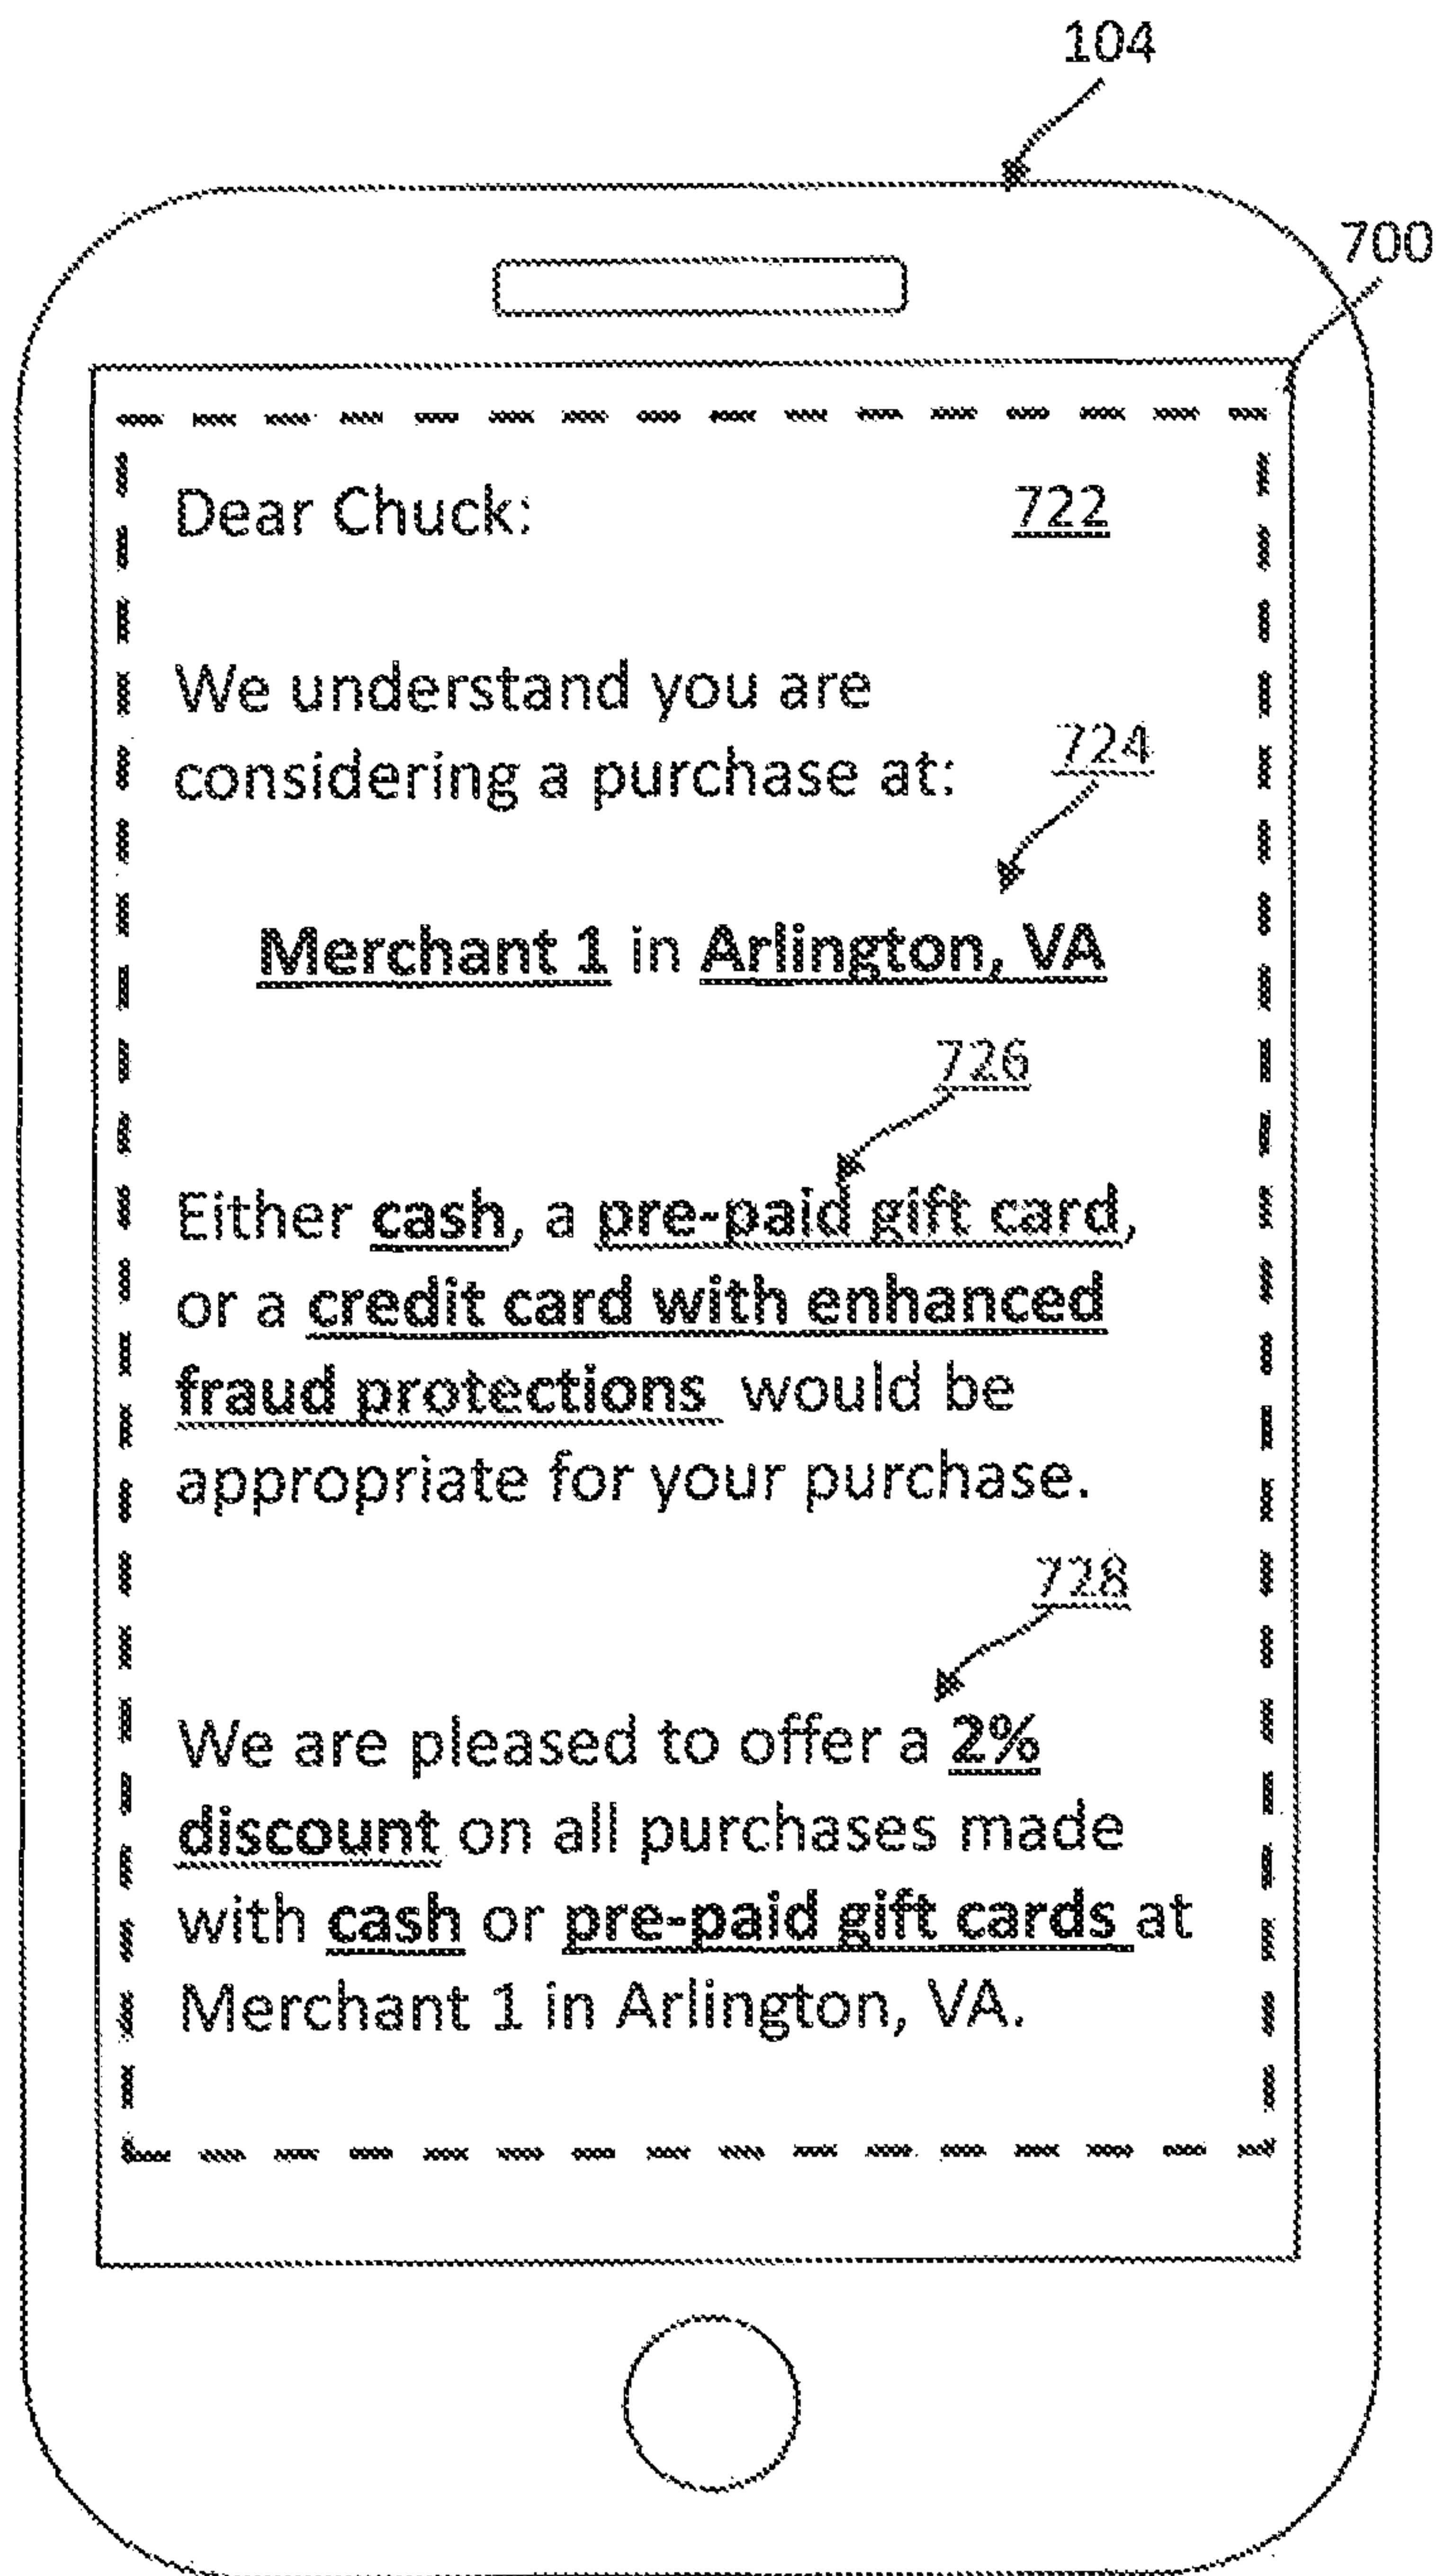 104
700
Dear Chuck: 722
We understand you are
considering a purchase at: 724
Merchant 1 in Arlington, VA
726
Either cash, a pre-paid gift card,
or a credit card with enhanced
fraud protections would be
appropriate for your purchase.
728
We are pleased to offer a 2%
discount on all purchases made
with cash or pre-paid gift cards at
Merchant 1 in Arlington, VA.